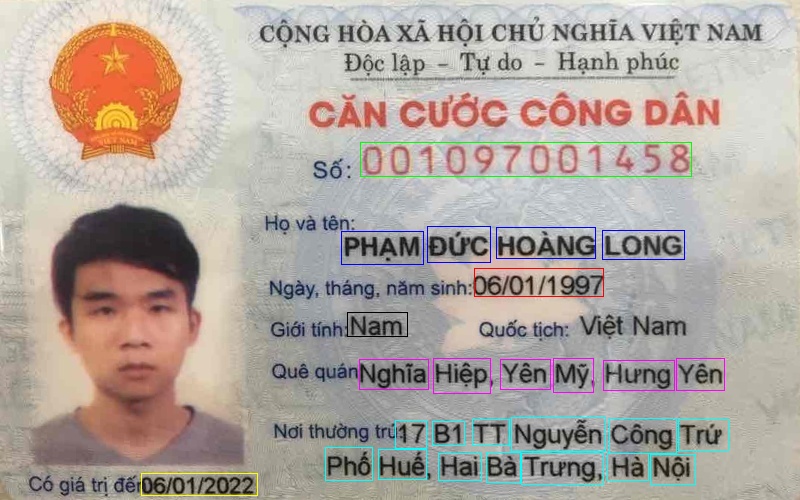 CỘNG HÒA XÃ HỘI CHỦ NGHĨA VIỆT NAM
Độc lập - Tự do - Hạnh phúc
CĂN CƯỚC CÔNG DÂN
Số: 001097001458
Họ và tên:
PHẠM ĐỨC HOÀNG LONG
Ngày, tháng, năm sinh: 06/01/1997
Giới tính: Nam Quốc tịch: Việt Nam
Quê quán Nghĩa Hiệp, Yên Mỹ, Hưng Yên
Nơi thường trú: 17 B1 TT Nguyễn Công Trứ
Phố Huế, Hai Bà Trưng, Hà Nội
Có giá trị đến 06/01/2022